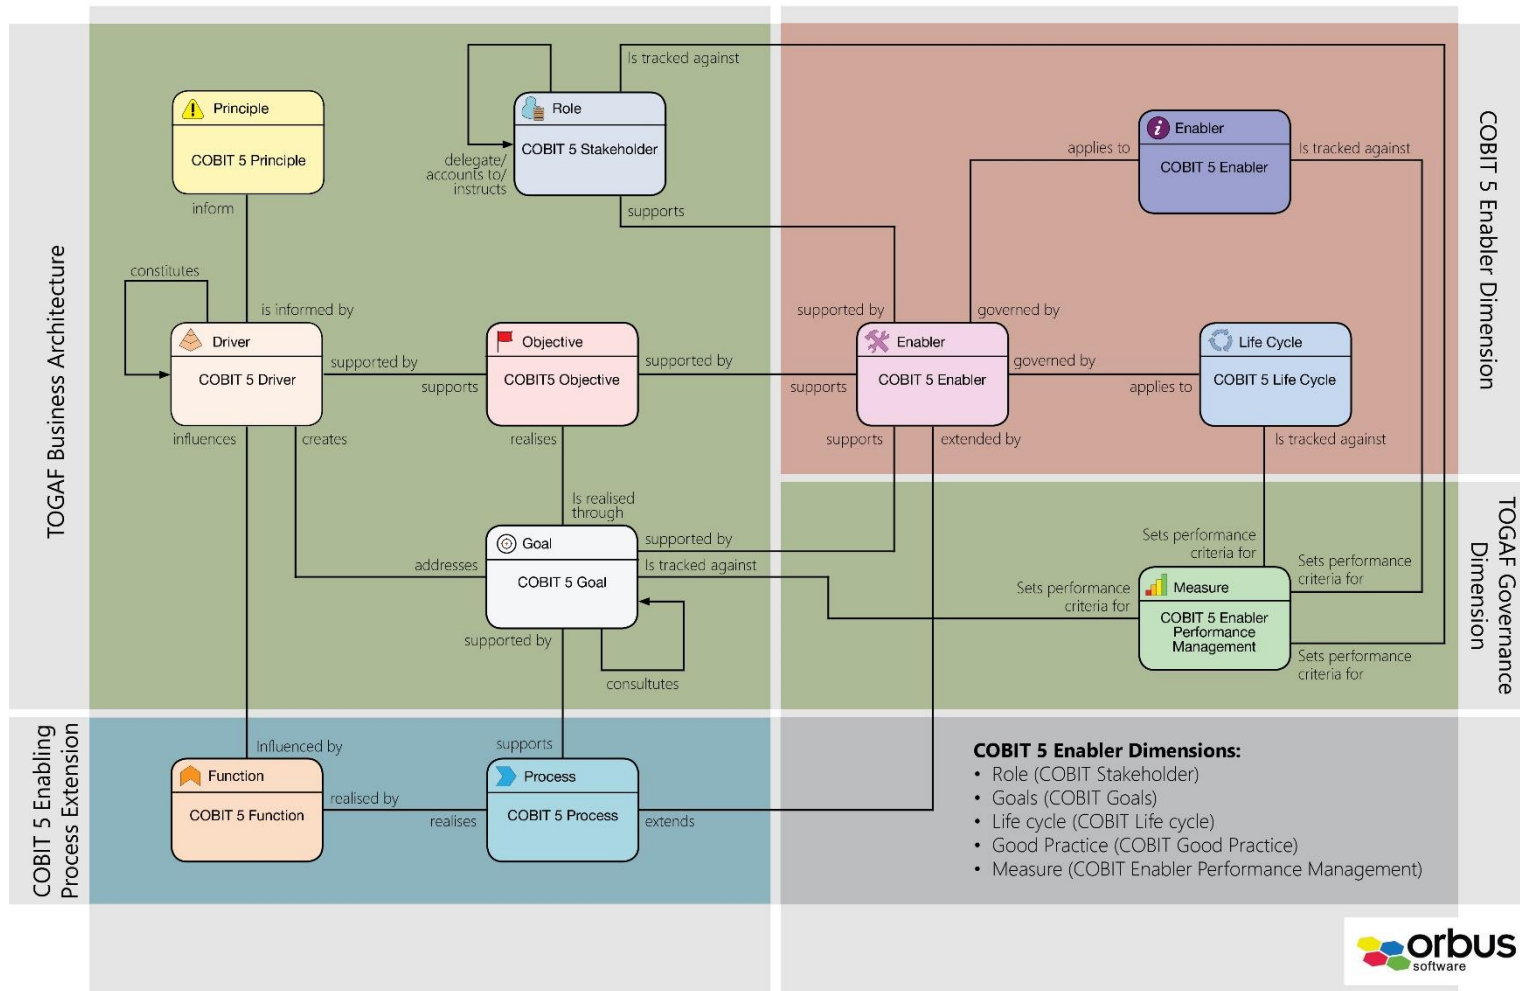 TOGAF Business Architecture
COBIT 5 Enabling
Process Extension
COBIT 5 Enabler Dimension
TOGAF Governance
Dimension
Principle
COBIT 5 Principle
inform
Role
COBIT 5 Stakeholder
Is tracked against
delegate/
accounts to/
instructs
supports
Enabler
COBIT 5 Enabler
applies to
Is tracked against
constitutes
is informed by
Driver
COBIT 5 Driver
supported by
supports
influences
creates
Objective
COBIT5 Objective
supported by
supports
realises
supported by
governed by
Enabler
COBIT 5 Enabler
governed by
applies to
supports
extended by
Life Cycle
COBIT 5 Life Cycle
Is tracked against
Is realised
through
Goal
COBIT 5 Goal
addresses
supported by
Is tracked against
supported by
consultutes
Sets performance
criteria for
Sets performance
criteria for
Sets performance
criteria for
Measure
COBIT 5 Enabler
Performance
Management
Sets performance
criteria for
Influenced by
Function
COBIT 5 Function
realised by
realises
supports
Process
COBIT 5 Process
extends
COBIT 5 Enabler Dimensions:
• Role (COBIT Stakeholder)
• Goals (COBIT Goals)
• Life cycle (COBIT Life cycle)
• Good Practice (COBIT Good Practice)
• Measure (COBIT Enabler Performance Management)
orbus
software